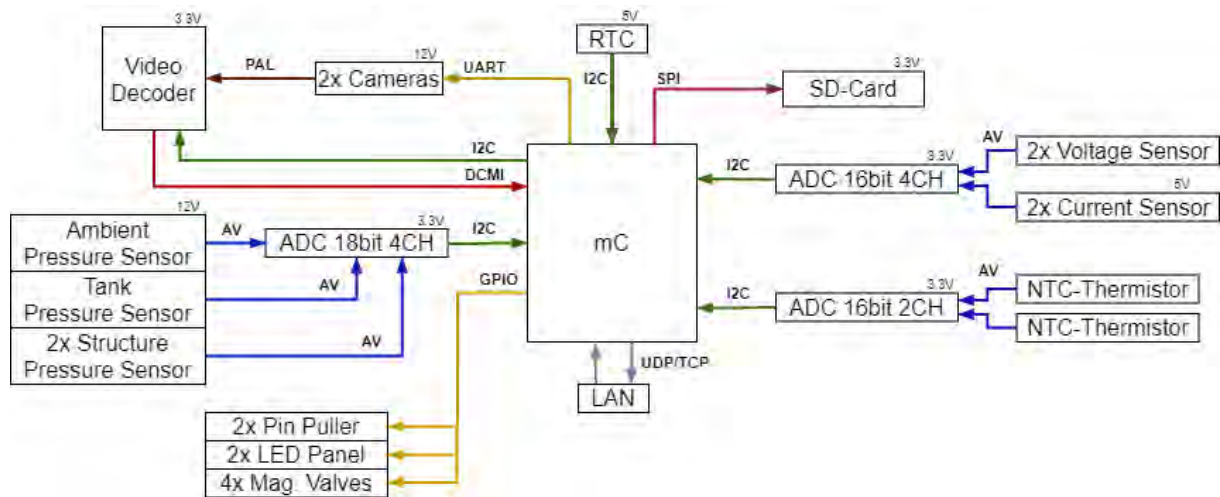 3.3V
Video
Decoder
PAL
12V
2x Cameras
UART
5V
RTC
I2C
SPI
3.3V
SD-Card
I2C
DCMI
mC
I2C
3.3V
ADC 16bit 4CH
AV
2x Voltage Sensor
5V
2x Current Sensor
12V
Ambient
Pressure Sensor
Tank
Pressure Sensor
2x Structure
Pressure Sensor
AV
AV
AV
3.3V
ADC 18bit 4CH
I2C
GPIO
I2C
3.3V
ADC 16bit 2CH
AV
NTC-Thermistor
NTC-Thermistor
UDP/TCP
LAN
2x Pin Puller
2x LED Panel
4x Mag. Valves